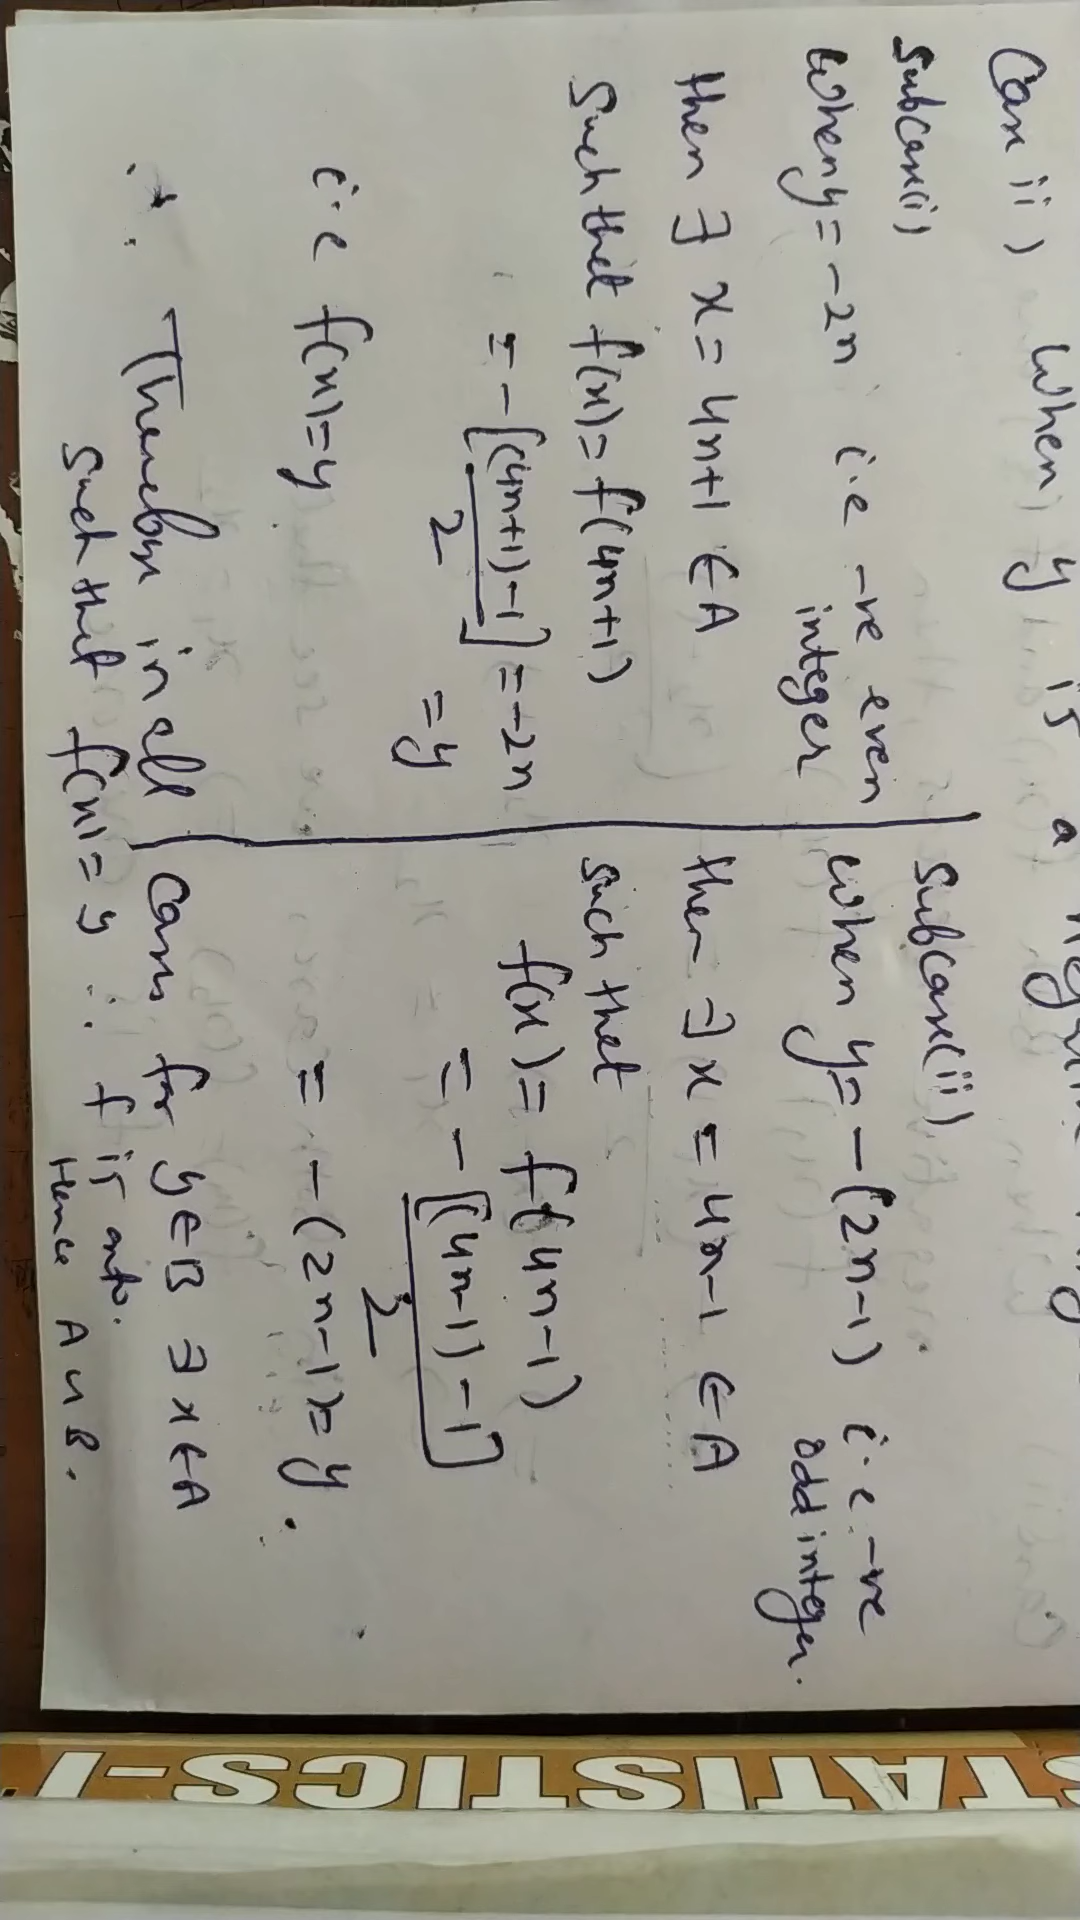 Case ii) When y is a
Subcase(i)
when y = -2n i.e -ve even
integer
then ∃ x = 4n+1 ∈ A
Such that f(x) = f(4n+1)
= -[(4n+1)-1]/2 = -2n
= y
i.e f(x) = y
Subcase(ii)
when y = -(2n-1) i.e. -ve
odd integer.
then ∃ x = 4n-1 ∈ A
such that
f(x) = f(4n-1)
= -[(4n-1)-1]/2
= -(2n-1) = y.
∴ Therefore in all cases for y ∈ B ∃ x ∈ A
Such that f(x) = y ∴ f is onto.
Hence A ~ B.
TATISTICS-1